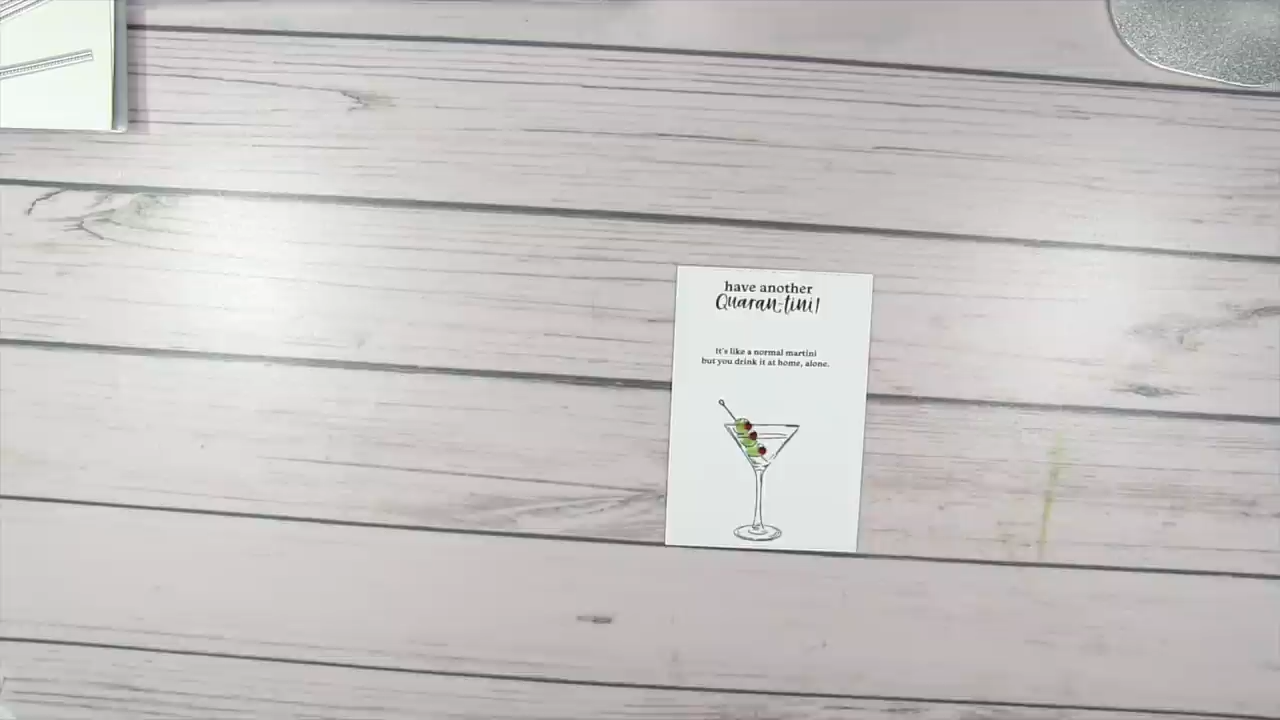 have another
Quaran-tini!
It's like a normal martini
but you drink it at home, alone.